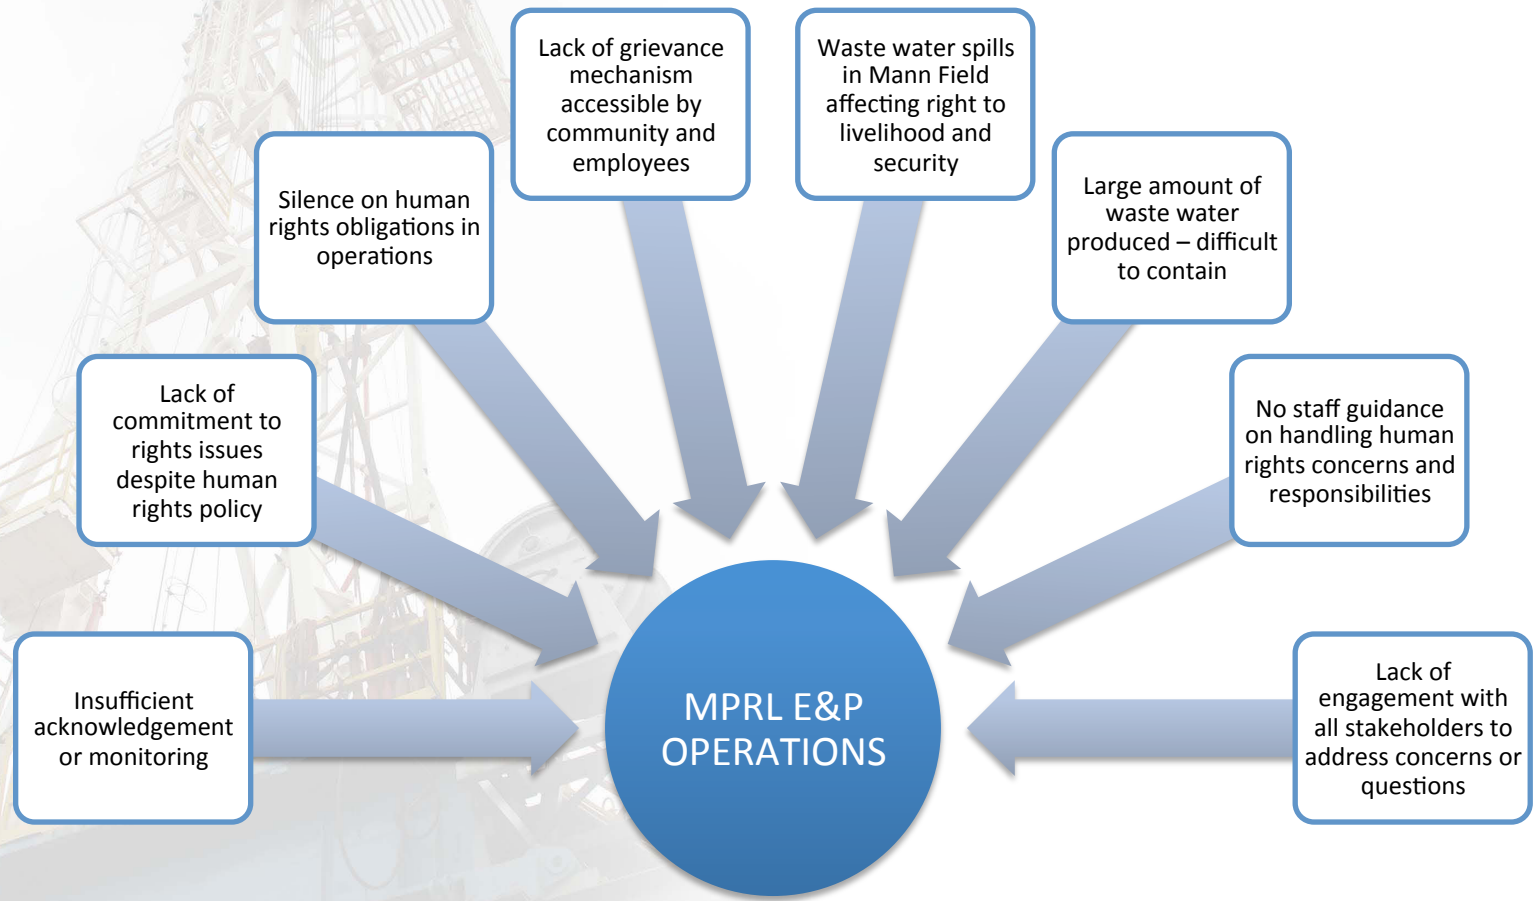 Insufficient
acknowledgement
or monitoring
Lack of
commitment to
rights issues
despite human
rights policy
Silence on human
rights obligations in
operations
Lack of grievance
mechanism
accessible by
community and
employees
Waste water spills
in Mann Field
affecting right to
livelihood and
security
Large amount of
waste water
produced – difficult
to contain
No staff guidance
on handling human
rights concerns and
responsibilities
Lack of
engagement with
all stakeholders to
address concerns or
questions
MPRL E&P
OPERATIONS